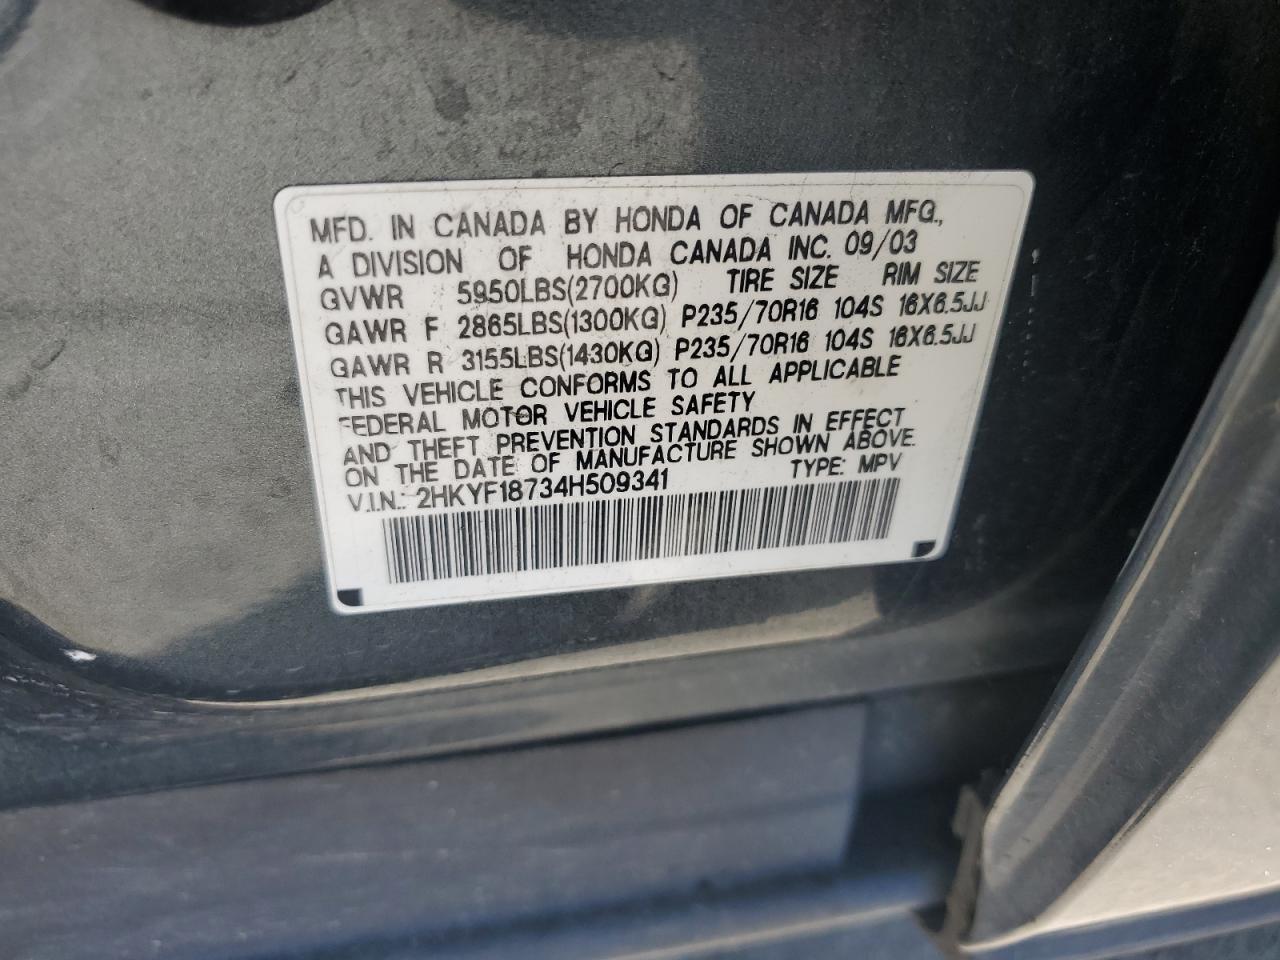 MFD. IN CANADA BY HONDA OF CANADA MFG.,
A DIVISION OF HONDA CANADA INC. 09/03
GVWR 5950LBS(2700KG) TIRE SIZE RIM SIZE
GAWR F 2865LBS(1300KG) P235/70R16 104S 16X6.5JJ
GAWR R 3155LBS(1430KG) P235/70R16 104S 16X6.5JJ
THIS VEHICLE CONFORMS TO ALL APPLICABLE
FEDERAL MOTOR VEHICLE SAFETY
AND THEFT PREVENTION STANDARDS IN EFFECT
ON THE DATE OF MANUFACTURE SHOWN ABOVE.
V.I.N.: 2HKYF18734H509341 TYPE: MPV